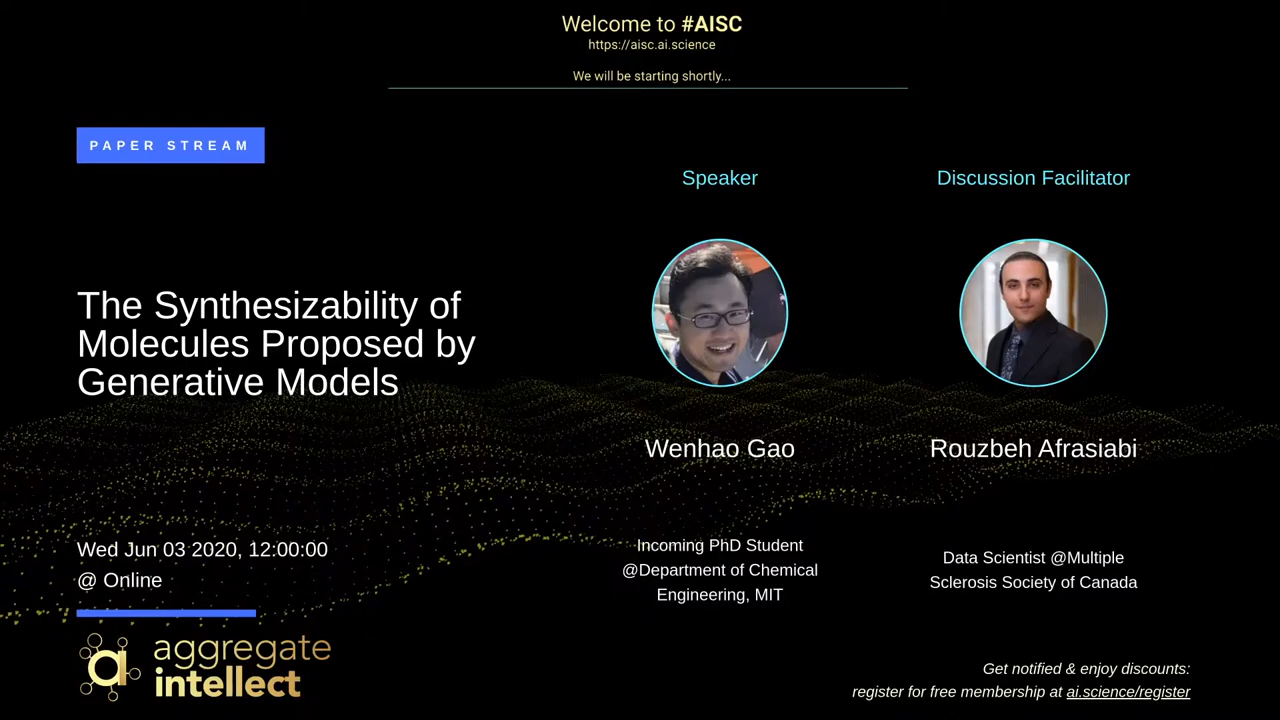 Welcome to #AISC
https://aisc.ai.science
We will be starting shortly...
PAPER STREAM
The Synthesizability of
Molecules Proposed by
Generative Models
Wed Jun 03 2020, 12:00:00
@ Online
aggregate
intellect
Speaker
Wenhao Gao
Incoming PhD Student
@Department of Chemical
Engineering, MIT
Discussion Facilitator
Rouzbeh Afrasiabi
Data Scientist @Multiple
Sclerosis Society of Canada
Get notified & enjoy discounts:
register for free membership at ai.science/register